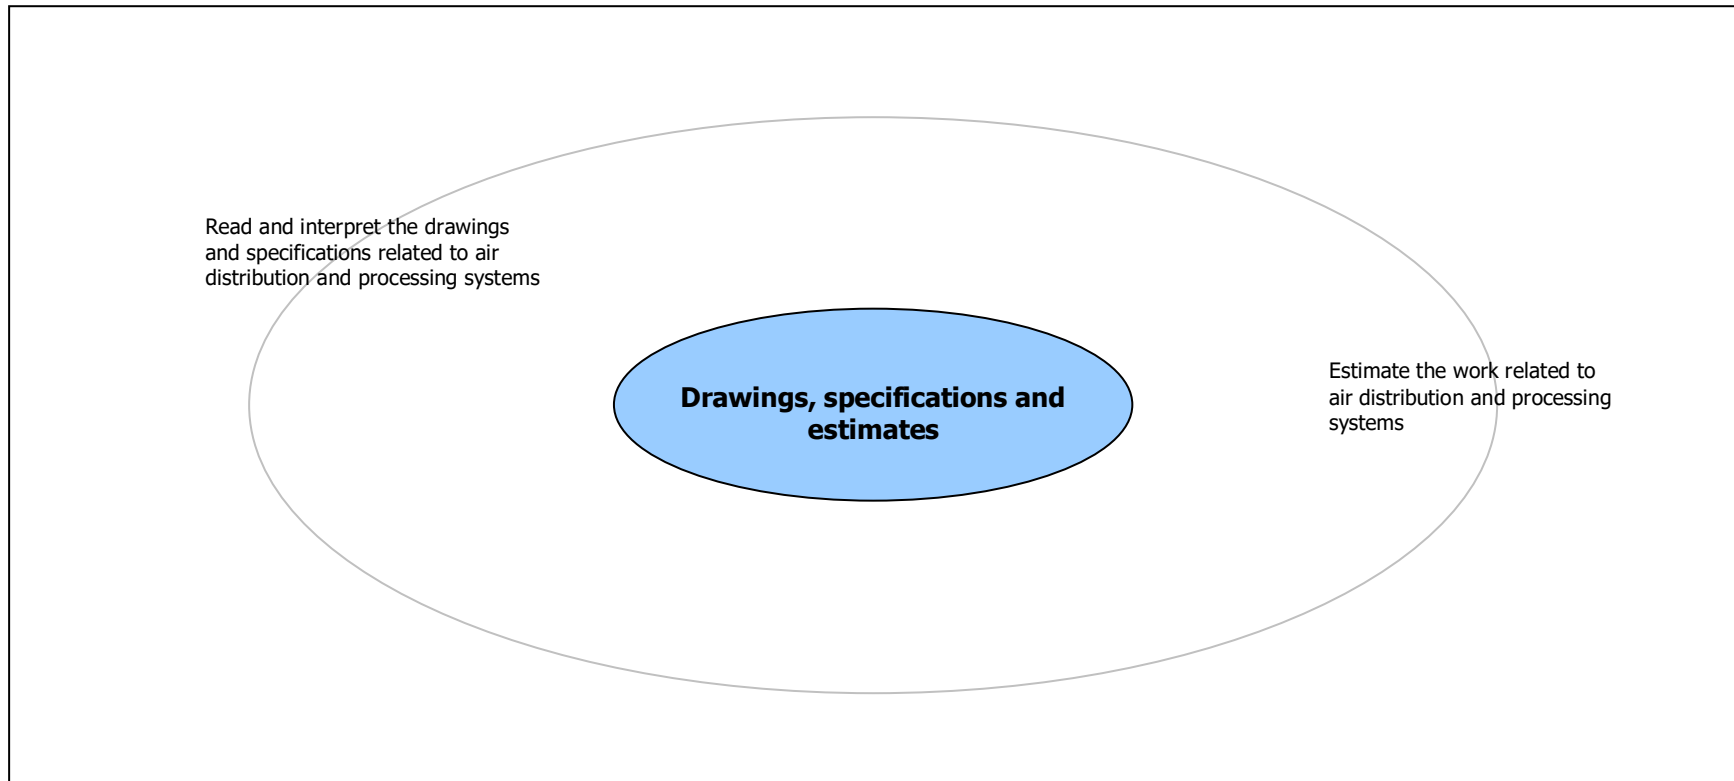 Read and interpret the drawings
and specifications related to air
distribution and processing systems
Drawings, specifications and
estimates
Estimate the work related to
air distribution and processing
systems